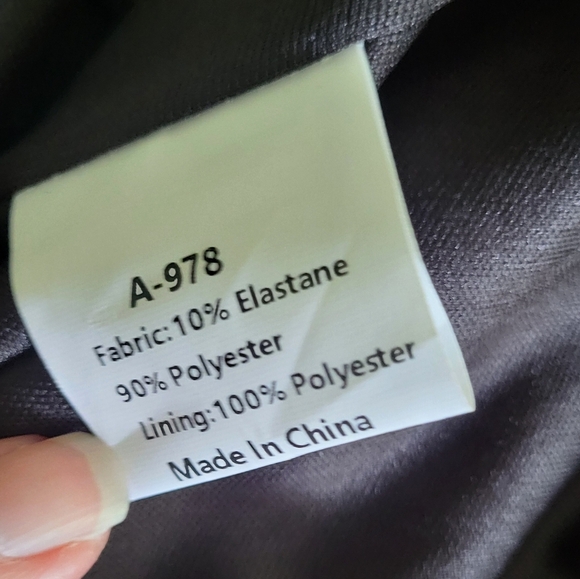 A-978
Fabric:10% Elastane
90% Polyester
Lining:100% Polyester
Made In China